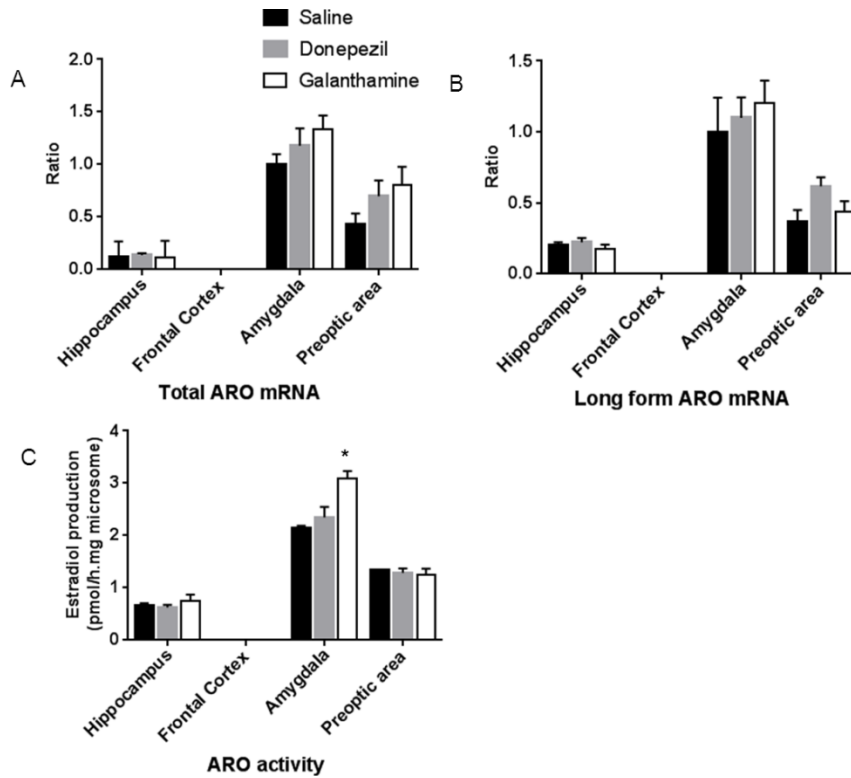 Saline
Donepezil
Galanthamine
A
2.0
1.5
1.0
0.5
0.0
Ratio
Hippocampus
Frontal Cortex
Amygdala
Preoptic area
Total ARO mRNA
B
1.5
1.0
0.5
0.0
Ratio
Hippocampus
Frontal Cortex
Amygdala
Preoptic area
Long form ARO mRNA
C
4
3
2
1
0
Estradiol production
(pmol/h.mg microsome)
*
Hippocampus
Frontal Cortex
Amygdala
Preoptic area
ARO activity